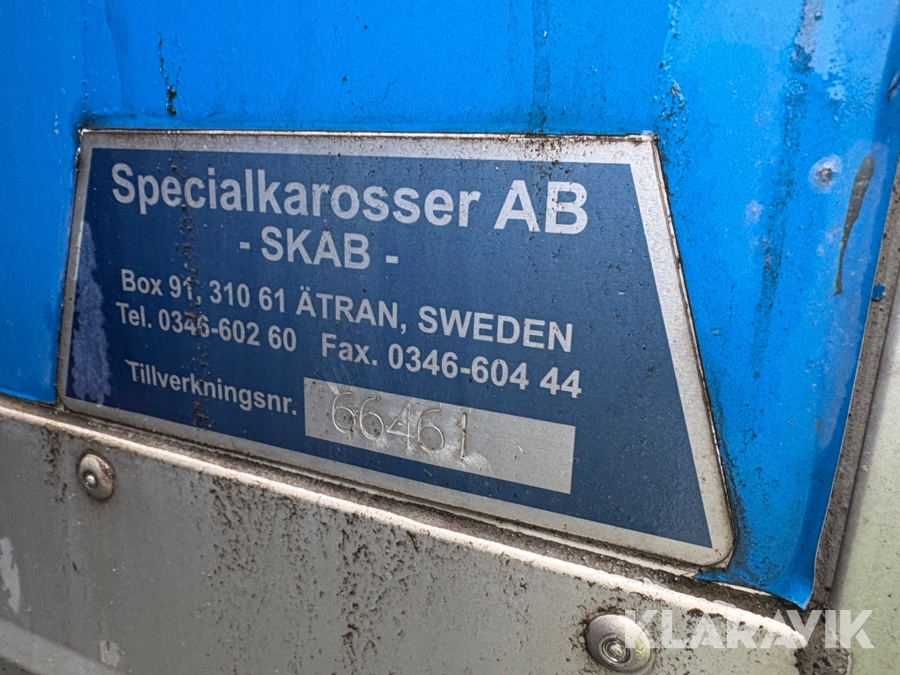 Specialkarosser AB
- SKAB -
Box 91, 310 61 ÄTRAN, SWEDEN
Tel. 0346-602 60 Fax. 0346-604 44
Tillverkningsnr. 66461
KLARAVIK